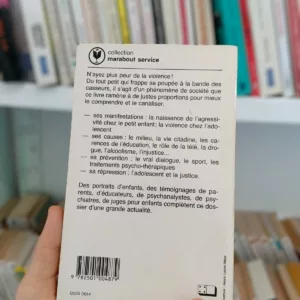 collection
marabout service
N'ayez plus peur de la violence !
Du tout petit qui frappe sa poupée à la bande des
casseurs, il s'agit d'un phénomène de société que
ce livre ramène à de justes proportions pour mieux
le comprendre et le canaliser.
— ses manifestations : la naissance de l'agressi-
vité chez le petit enfant; la violence chez l'ado-
lescent
— ses causes : le milieu, la vie citadine, les ca-
rences de l'éducation, le rôle de la télé, la dro-
gue, l'alcoolisme, l'injustice...
— sa prévention : le vrai dialogue, le sport, les
traitements psycho-thérapiques
— sa répression : l'adolescent et la justice.
Des portraits d'enfants, des témoignages de pa-
rents, d'éducateurs, de psychanalystes, de psy-
chiatres, de juges pour enfants complètent ce dos-
sier d'une grande actualité.
9 782501 004879